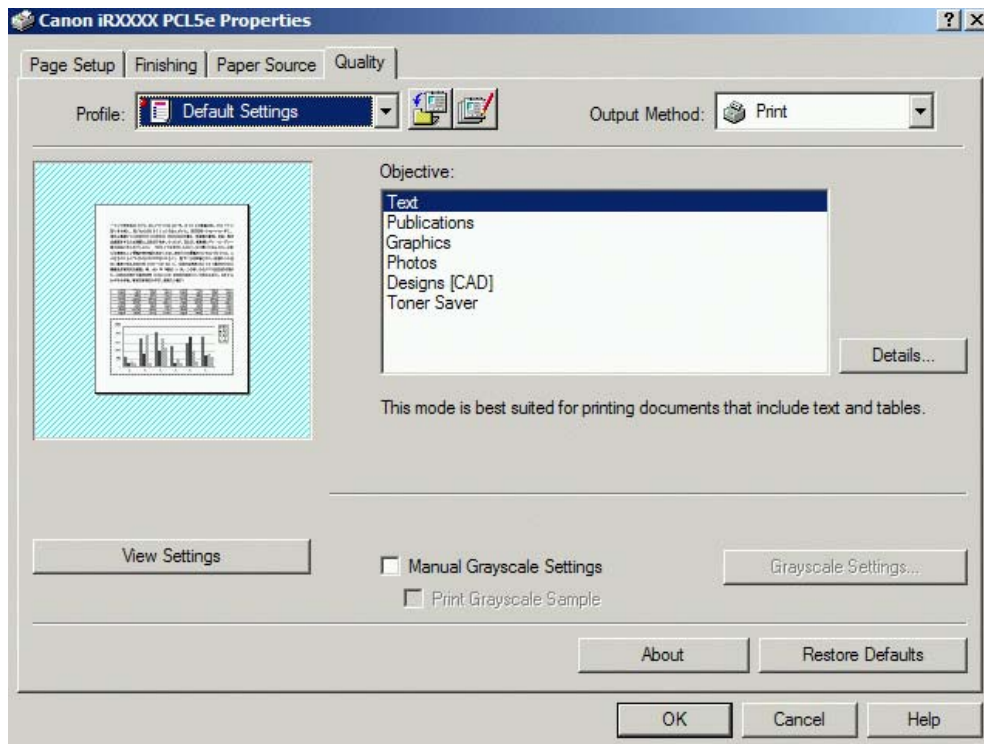 Canon iRXXXX PCL5e Properties
Page Setup Finishing Paper Source Quality
Profile: Default Settings
Output Method: Print
Objective:
Text
Publications
Graphics
Photos
Designs [CAD]
Toner Saver
Details...
This mode is best suited for printing documents that include text and tables.
View Settings
Manual Grayscale Settings
Grayscale Settings...
Print Grayscale Sample
About
Restore Defaults
OK
Cancel
Help